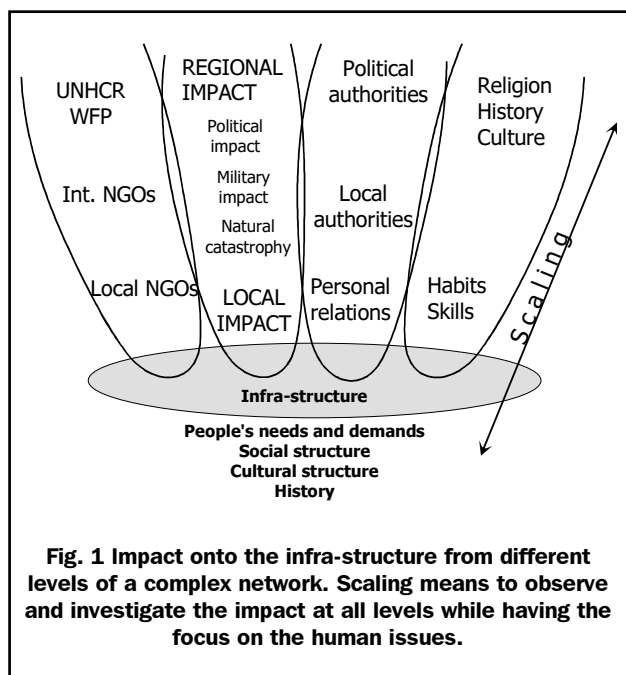 UNHCR
WFP
Int. NGOs
Local NGOs
REGIONAL
IMPACT
Political
impact
Military
impact
Natural
catastrophy
LOCAL
IMPACT
Political
authorities
Local
authorities
Personal
relations
Religion
History
Culture
Habits
Skills
Scaling
Infra-structure
People's needs and demands
Social structure
Cultural structure
History
Fig. 1 Impact onto the infra-structure from different
levels of a complex network. Scaling means to observe
and investigate the impact at all levels while having the
focus on the human issues.